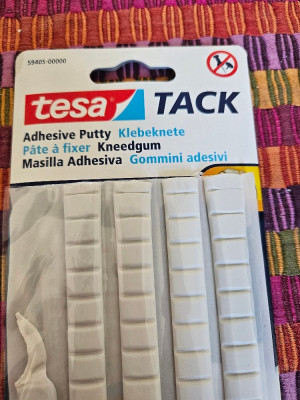 59405-00000
tesa TACK
Adhesive Putty Klebeknete
Pâte à fixer Kneedgum
Masilla Adhesiva Gommini adesivi